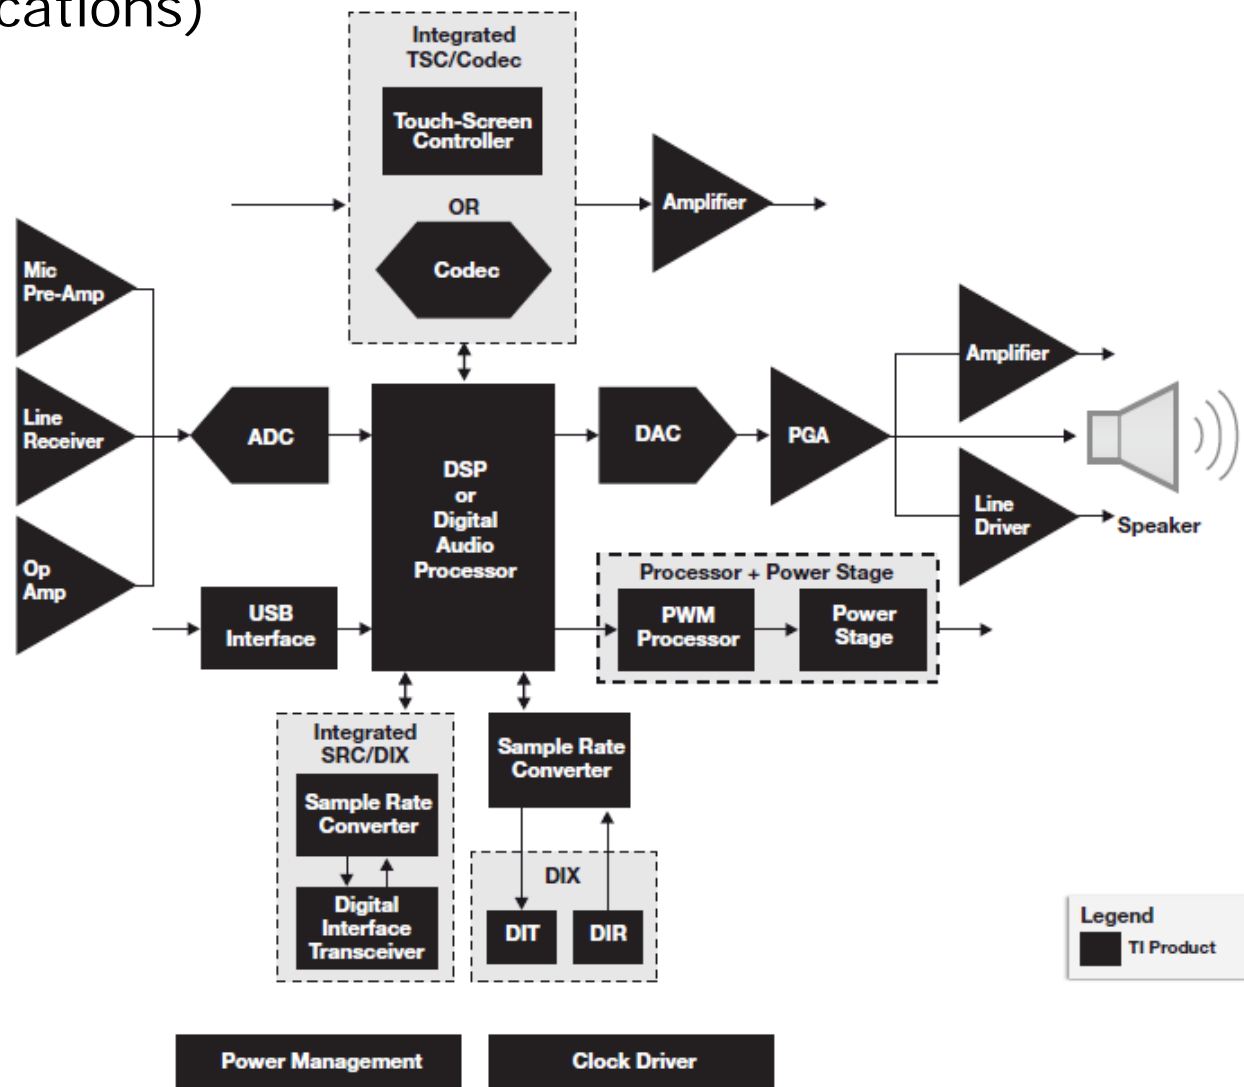 cations)
Integrated
TSC/Codec
Touch-Screen
Controller
OR
Codec
Amplifier
Mic
Pre-Amp
Line
Receiver
Op
Amp
ADC
DSP
or
Digital
Audio
Processor
DAC
PGA
Amplifier
Line
Driver
Speaker
USB
Interface
Processor + Power Stage
PWM
Processor
Power
Stage
Integrated
SRC/DIX
Sample Rate
Converter
Digital
Interface
Transceiver
Sample Rate
Converter
DIX
DIT
DIR
Legend
TI Product
Power Management
Clock Driver